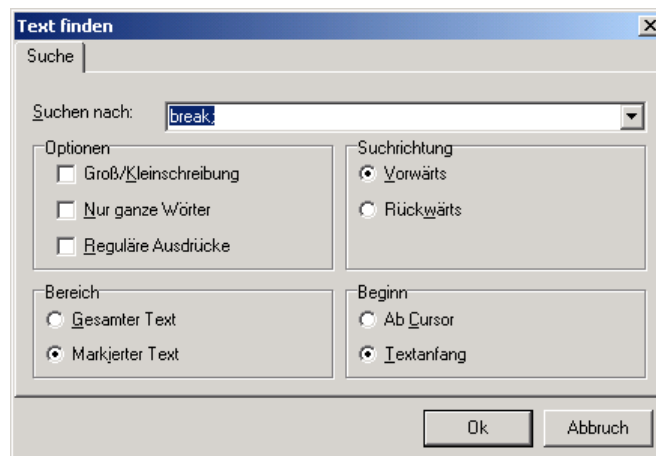 Text finden
Suche
Suchen nach: break;
Optionen
Groß/Kleinschreibung
Nur ganze Wörter
Reguläre Ausdrücke
Suchrichtung
Vorwärts
Rückwärts
Bereich
Gesamter Text
Markierter Text
Beginn
Ab Cursor
Textanfang
Ok
Abbruch